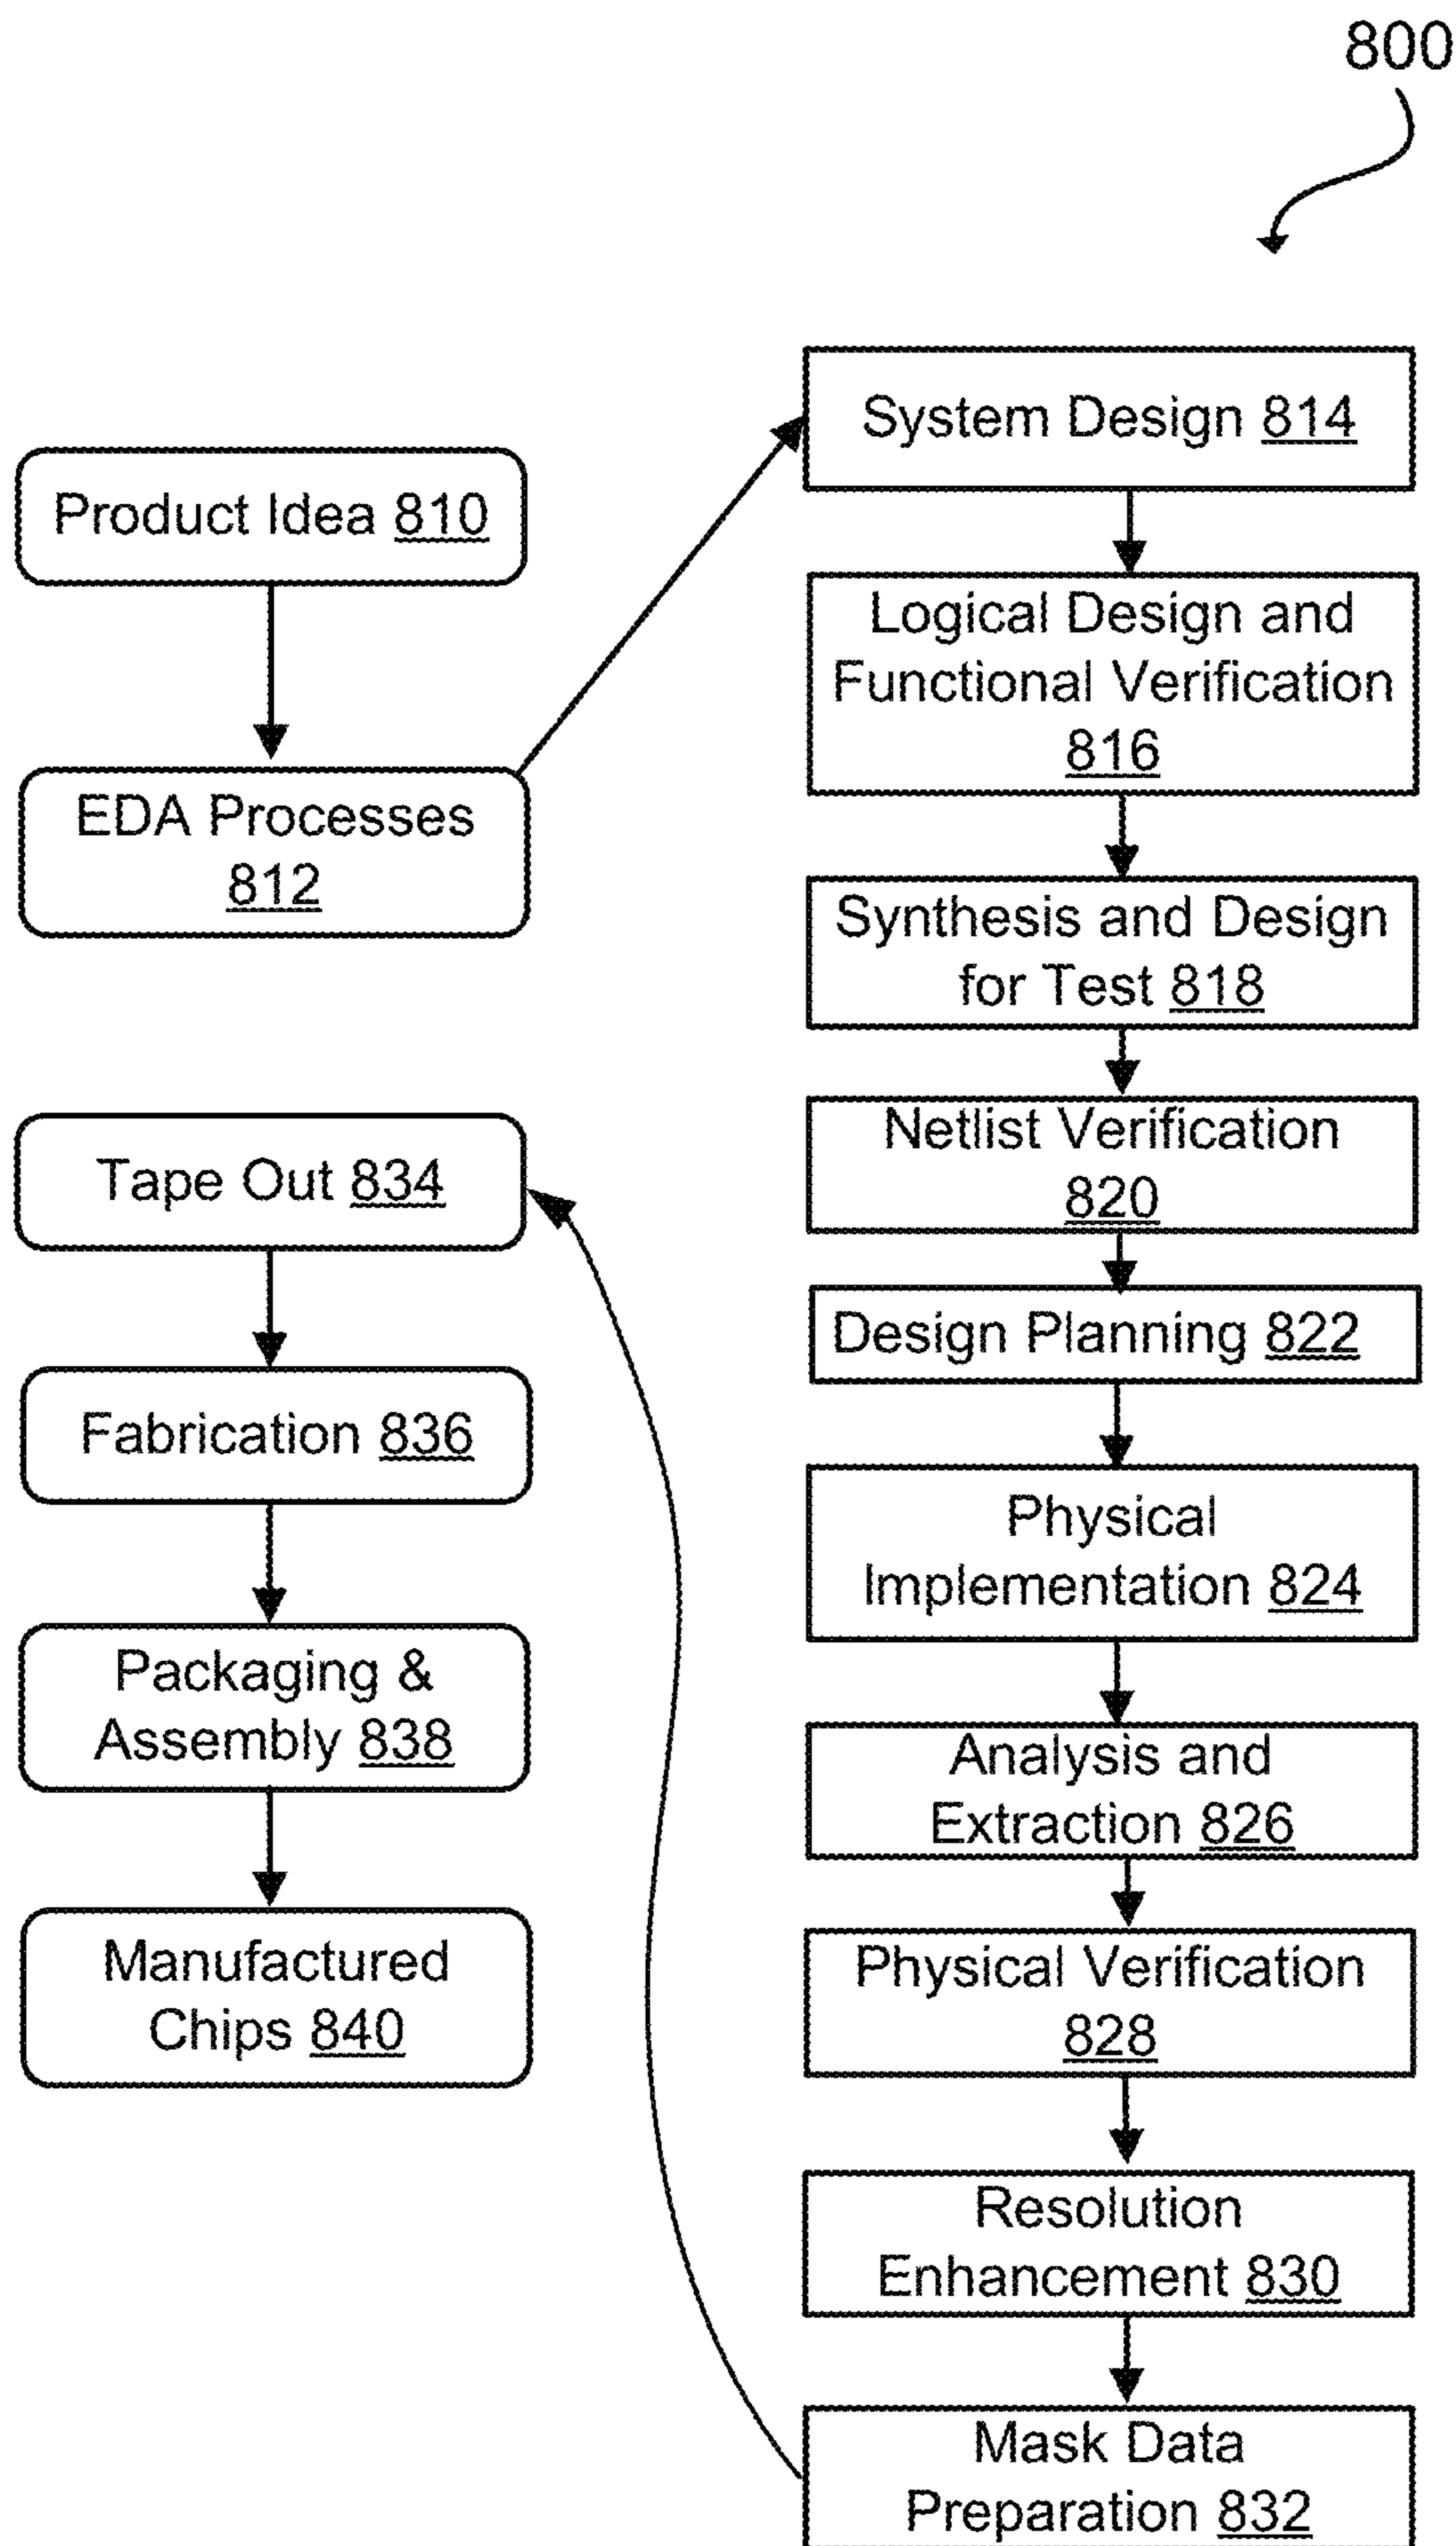 800
Product Idea 810
EDA Processes
812
System Design 814
Logical Design and
Functional Verification
816
Synthesis and Design
for Test 818
Netlist Verification
820
Design Planning 822
Physical
Implementation 824
Analysis and
Extraction 826
Physical Verification
828
Resolution
Enhancement 830
Mask Data
Preparation 832
Tape Out 834
Fabrication 836
Packaging &
Assembly 838
Manufactured
Chips 840